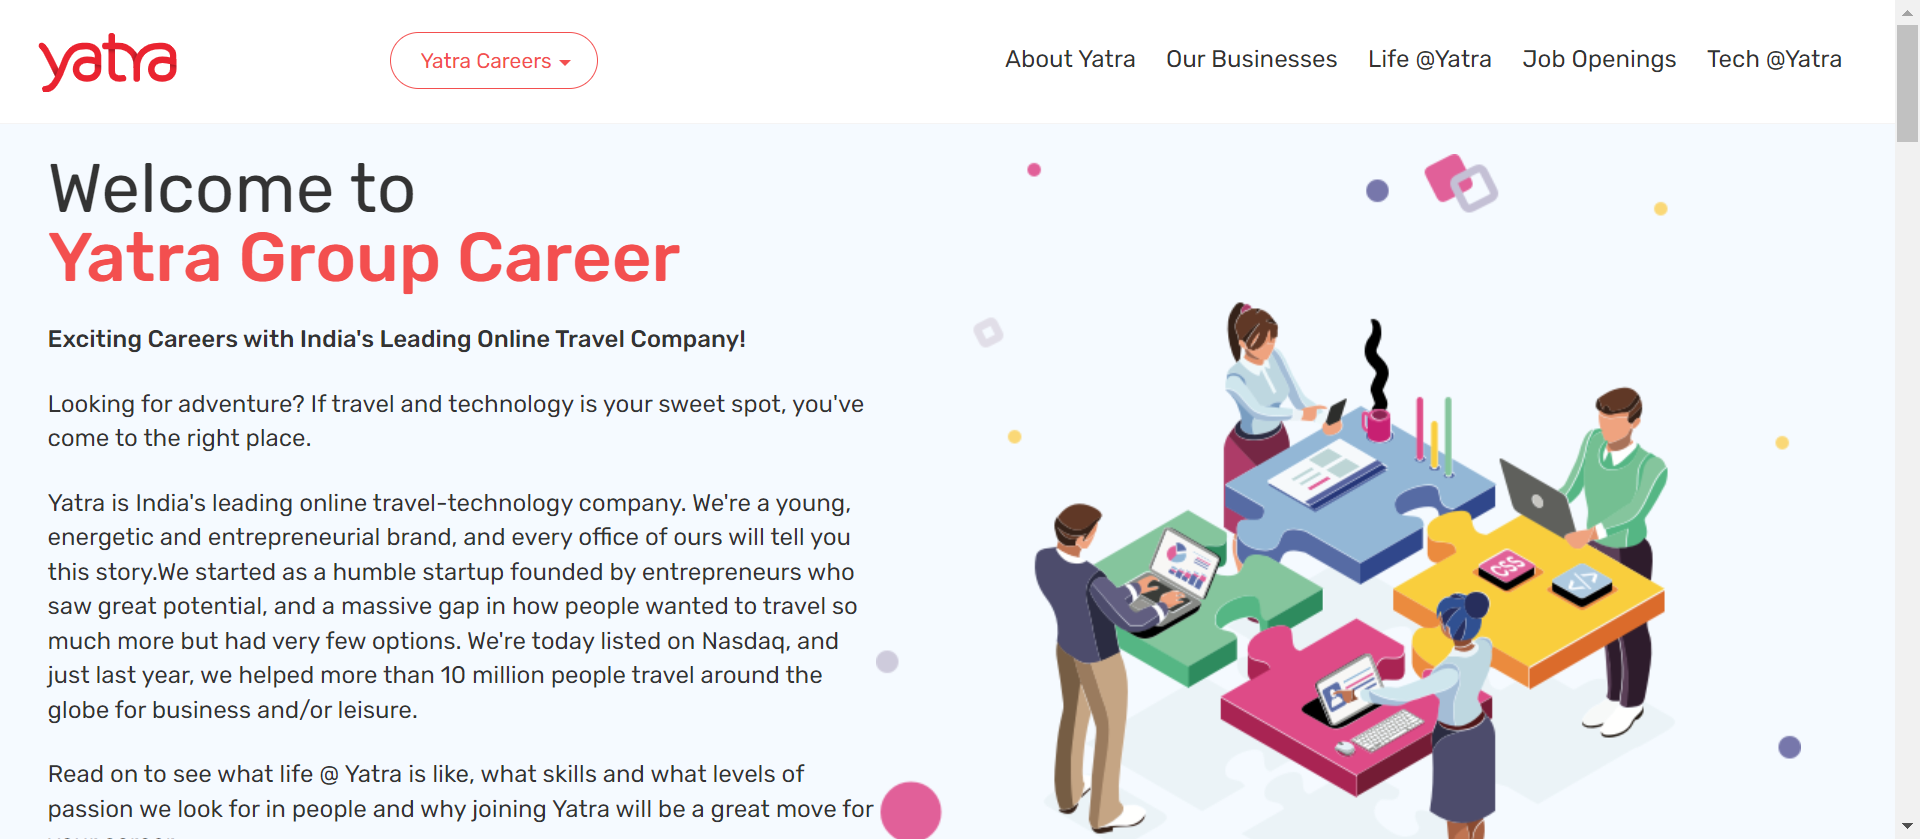 yatra
Yatra Careers
About Yatra
Our Businesses
Life @Yatra
Job Openings
Tech @Yatra
Welcome to
Yatra Group Career
Exciting Careers with India's Leading Online Travel Company!
Looking for adventure? If travel and technology is your sweet spot, you've
come to the right place.
Yatra is India's leading online travel-technology company. We're a young,
energetic and entrepreneurial brand, and every office of ours will tell you
this story.We started as a humble startup founded by entrepreneurs who
saw great potential, and a massive gap in how people wanted to travel so
much more but had very few options. We're today listed on Nasdaq, and
just last year, we helped more than 10 million people travel around the
globe for business and/or leisure.
Read on to see what life @ Yatra is like, what skills and what levels of
passion we look for in people and why joining Yatra will be a great move for
CSS
</>